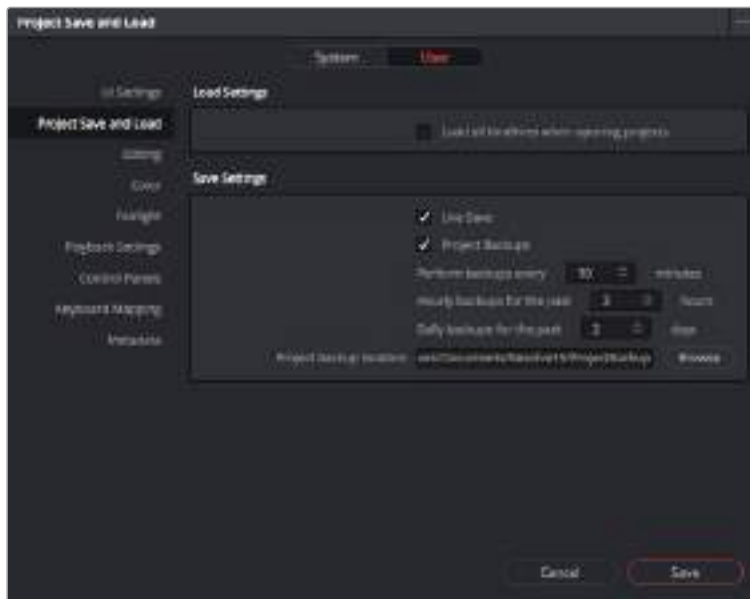 Project Save and Load
System
User
UI Settings
Project Save and Load
Editing
Color
Fairlight
Playback Settings
Control Panels
Keyboard Mapping
Metadata
Load Settings
Load all timelines when opening projects
Save Settings
Live Save
Project Backups
Perform backups every 10 minutes
Hourly backups for the past hours
Daily backups for the past days
Project backup location Browse
Cancel
Save